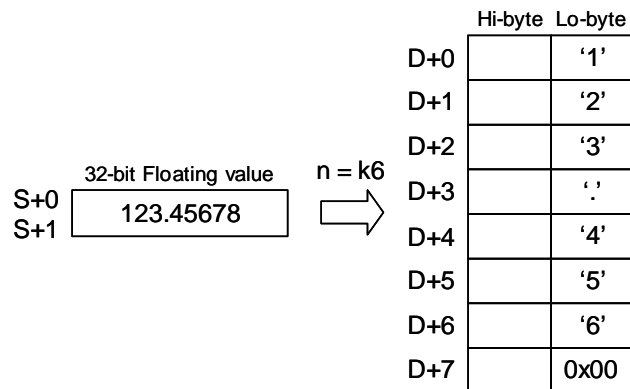 Hi-byte Lo-byte
D+0 ‘1’
D+1 ‘2’
D+2 ‘3’
D+3 ‘.’
D+4 ‘4’
D+5 ‘5’
D+6 ‘6’
D+7 0x00
32-bit Floating value
S+0
S+1
123.45678
n = k6